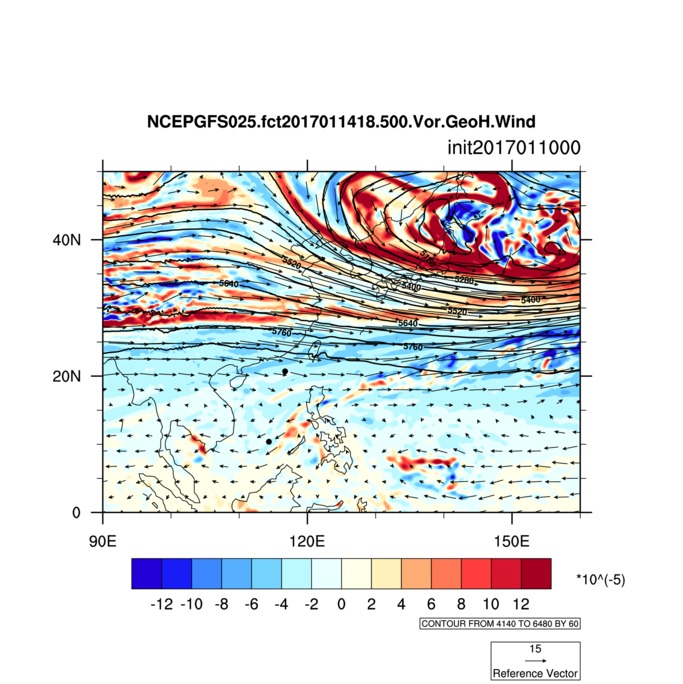 NCEPGFS025.fct2017011418.500.Vor.GeoH.Wind
init2017011000
40N
20N
0
90E 120E 150E
5520
5280
5400
5640
5400
5520
5640
5760
5760
-12 -10 -8 -6 -4 -2 0 2 4 6 8 10 12
*10^(-5)
CONTOUR FROM 4140 TO 6480 BY 60
15
Reference Vector